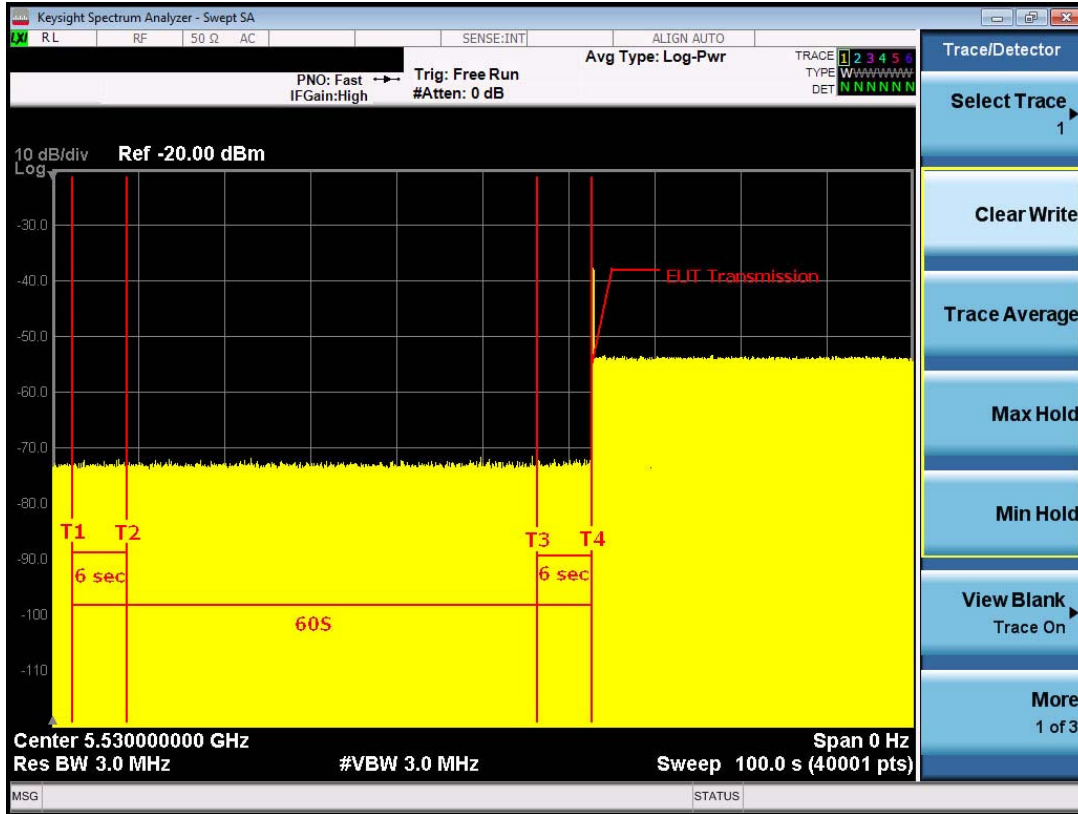 Keysight Spectrum Analyzer - Swept SA
LXI RL RF 50 Ω AC SENSE:INT ALIGN AUTO
Avg Type: Log-Pwr
PNO: Fast
IFGain:High
Trig: Free Run
#Atten: 0 dB
TRACE 1 2 3 4 5 6
TYPE WWWWWW
DET N N N N N N
10 dB/div
Log
Ref -20.00 dBm
-30.0
-40.0
-50.0
-60.0
-70.0
-80.0
-90.0
-100
-110
EUT Transmission
T1
T2
T3
T4
6 sec
6 sec
60S
Center 5.530000000 GHz
Span 0 Hz
Res BW 3.0 MHz
#VBW 3.0 MHz
Sweep 100.0 s (40001 pts)
MSG
STATUS
Trace/Detector
Select Trace
1
Clear Write
Trace Average
Max Hold
Min Hold
View Blank
Trace On
More
1 of 3